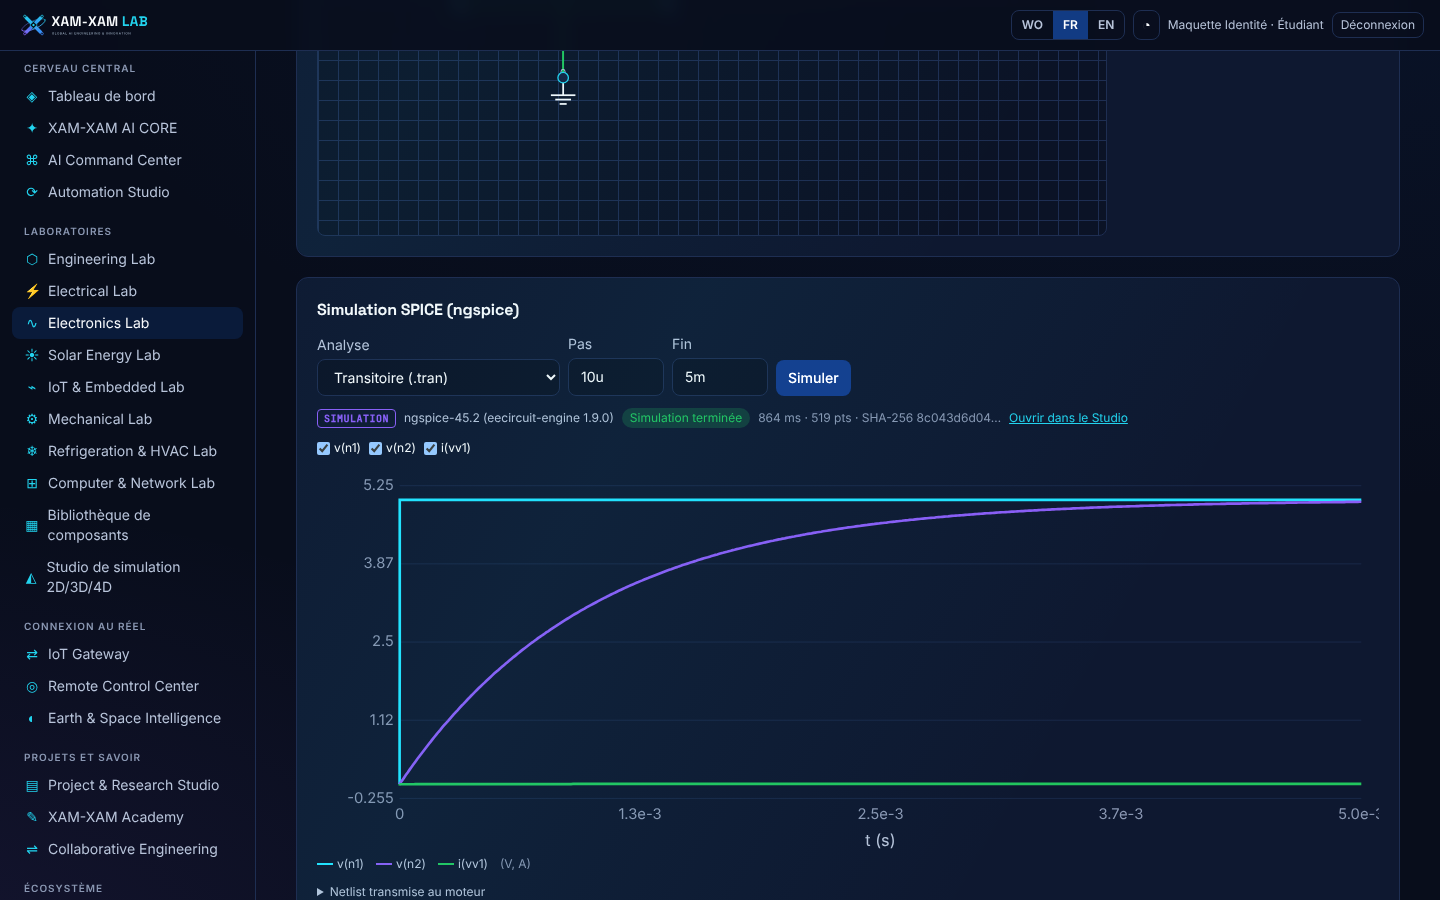 XAM-XAM LAB
GLOBAL AI ENGINEERING & INNOVATION
WO FR EN
Maquette Identité · Étudiant
Déconnexion
CERVEAU CENTRAL
Tableau de bord
XAM-XAM AI CORE
AI Command Center
Automation Studio
LABORATOIRES
Engineering Lab
Electrical Lab
Electronics Lab
Solar Energy Lab
IoT & Embedded Lab
Mechanical Lab
Refrigeration & HVAC Lab
Computer & Network Lab
Bibliothèque de
composants
Studio de simulation
2D/3D/4D
CONNEXION AU RÉEL
IoT Gateway
Remote Control Center
Earth & Space Intelligence
PROJETS ET SAVOIR
Project & Research Studio
XAM-XAM Academy
Collaborative Engineering
ÉCOSYSTÈME
Simulation SPICE (ngspice)
Analyse Pas Fin
Transitoire (.tran) 10u 5m Simuler
SIMULATION ngspice-45.2 (eecircuit-engine 1.9.0) Simulation terminée 864 ms · 519 pts · SHA-256 8c043d6d04… Ouvrir dans le Studio
v(n1) v(n2) i(vv1)
5.25
3.87
2.5
1.12
-0.255
0 1.3e-3 2.5e-3 3.7e-3 5.0e-
t (s)
v(n1) v(n2) i(vv1) (V, A)
Netlist transmise au moteur